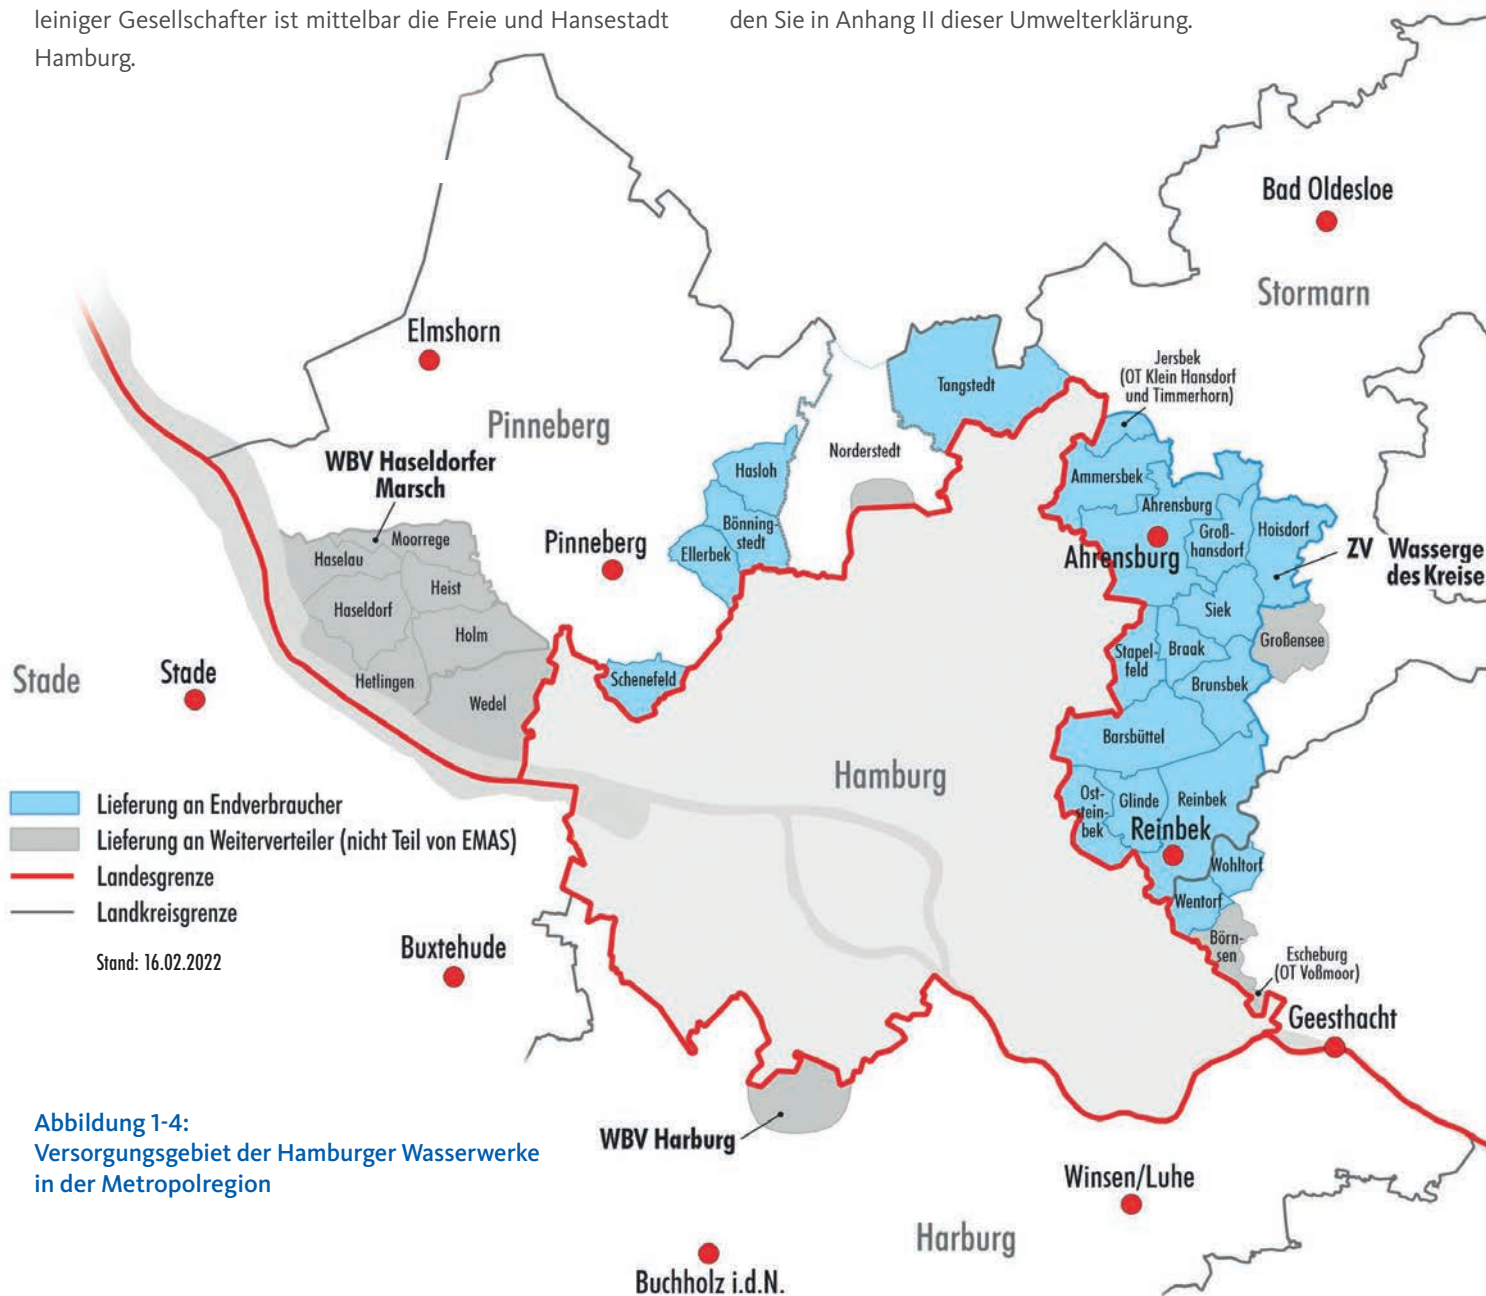 leiniger Gesellschafter ist mittelbar die Freie und Hansestadt
Hamburg.
den Sie in Anhang II dieser Umwelterklärung.
Bad Oldesloe
Stormarn
Elmshorn
Pinneberg
WBV Haseldorfer
Marsch
Tangstedt
Jersbek
(OT Klein Hansdorf
und Timmerhorn)
Norderstedt
Hasloh
Bönning-
stedt
Ellerbek
Pinneberg
Moorrege
Haselau
Heist
Haseldorf
Holm
Hetlingen
Wedel
Schenefeld
Stade
Stade
Ammersbek
Ahrensburg
Ahrensburg
Groß-
hansdorf
Hoisdorf
ZV Wasserge
des Kreise
Siek
Großensee
Stapel-
feld
Braak
Brunsbek
Barsbüttel
Hamburg
Ost-
stein-
bek
Glinde
Reinbek
Reinbek
Wohltorf
Wentorf
Börn-
sen
Escheburg
(OT Voßmoor)
Geesthacht
Lieferung an Endverbraucher
Lieferung an Weiterverteiler (nicht Teil von EMAS)
Landesgrenze
Landkreisgrenze
Stand: 16.02.2022
Buxtehude
Abbildung 1-4:
Versorgungsgebiet der Hamburger Wasserwerke
in der Metropolregion
WBV Harburg
Winsen/Luhe
Harburg
Buchholz i.d.N.